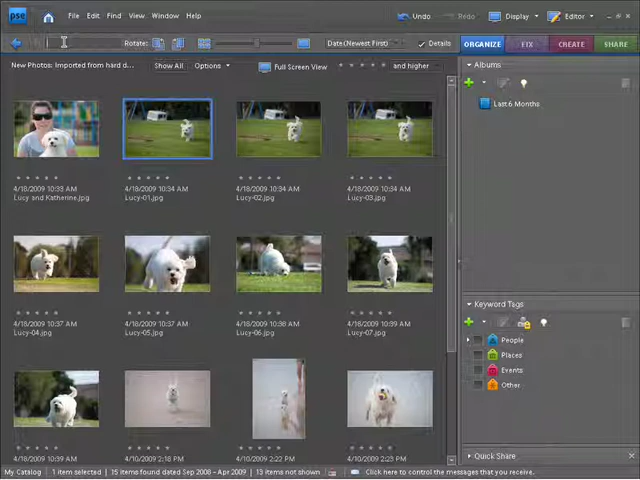 pse File Edit Find View Window Help Undo Redo Display Editor
Rotate: Date(Newest First) Details ORGANIZE FIX CREATE SHARE
New Photos: Imported from hard d... Show All Options Full Screen View and higher
Albums
Last 6 Months
4/18/2009 10:33 AM 4/18/2009 10:34 AM 4/18/2009 10:34 AM 4/18/2009 10:34 AM
Lucy and Katherine.jpg Lucy-01.jpg Lucy-02.jpg Lucy-03.jpg
4/18/2009 10:37 AM 4/18/2009 10:37 AM 4/18/2009 10:38 AM 4/18/2009 10:39 AM
Lucy-04.jpg Lucy-05.jpg Lucy-06.jpg Lucy-07.jpg
Keyword Tags
People
Places
Events
Other
4/18/2009 10:39 AM 4/10/2009 2:18 PM 4/10/2009 2:22 PM 4/10/2009 2:23 PM
Quick Share
My Catalog 1 item selected 15 items found dated Sep 2008 - Apr 2009 13 items not shown Click here to control the messages that you receive.